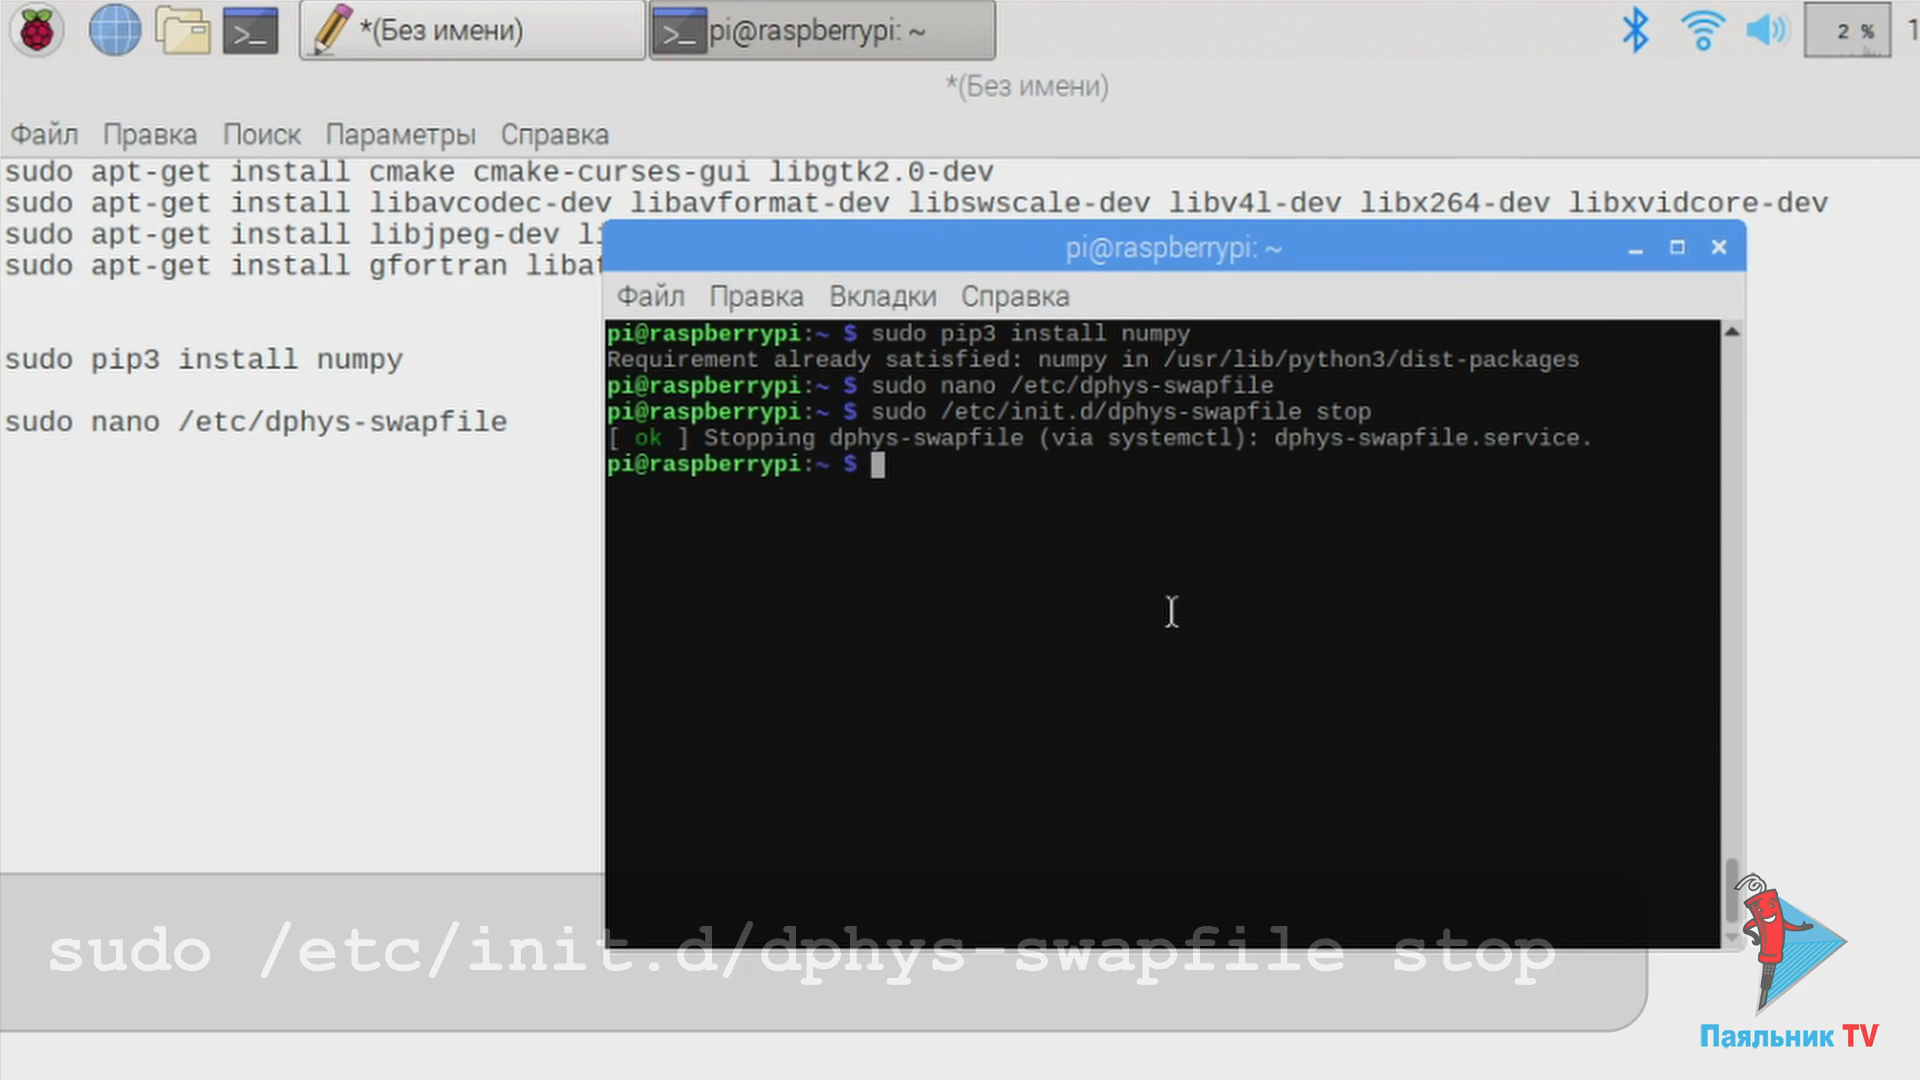 *(Без имени)
pi@raspberrypi: ~
2 %
*(Без имени)
Файл Правка Поиск Параметры Справка
sudo apt-get install cmake cmake-curses-gui libgtk2.0-dev
sudo apt-get install libavcodec-dev libavformat-dev libswscale-dev libv4l-dev libx264-dev libxvidcore-dev
sudo apt-get install libjpeg-dev
sudo apt-get install gfortran
sudo pip3 install numpy
sudo nano /etc/dphys-swapfile
pi@raspberrypi: ~
Файл Правка Вкладки Справка
pi@raspberrypi:~ $ sudo pip3 install numpy
Requirement already satisfied: numpy in /usr/lib/python3/dist-packages
pi@raspberrypi:~ $ sudo nano /etc/dphys-swapfile
pi@raspberrypi:~ $ sudo /etc/init.d/dphys-swapfile stop
[ ok ] Stopping dphys-swapfile (via systemctl): dphys-swapfile.service.
pi@raspberrypi:~ $
sudo /etc/init.d/dphys-swapfile stop
Паяльник TV